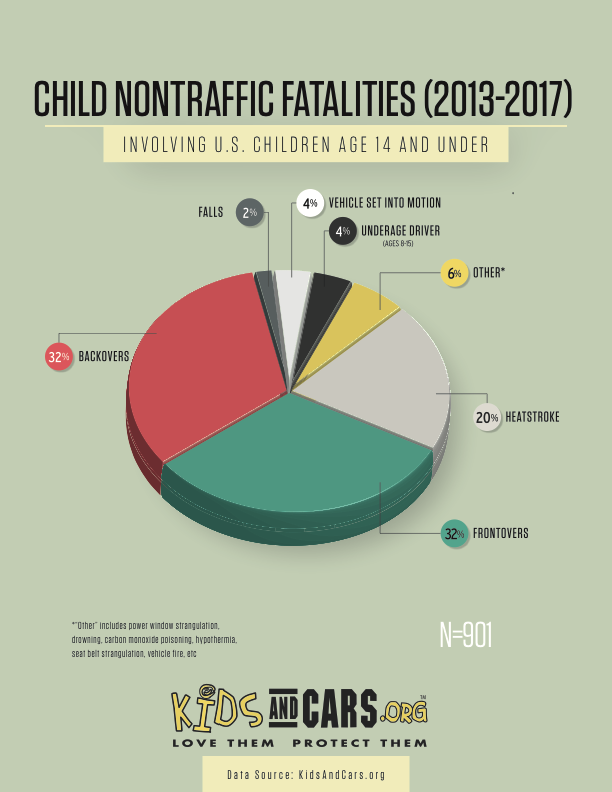 CHILD NONTRAFFIC FATALITIES (2013-2017)
INVOLVING U.S. CHILDREN AGE 14 AND UNDER
4% VEHICLE SET INTO MOTION
FALLS 2%
4% UNDERAGE DRIVER
(AGES 8-15)
6% OTHER*
32% BACKOVERS
20% HEATSTROKE
32% FRONTOVERS
*"Other" includes power window strangulation,
drowning, carbon monoxide poisoning, hypothermia,
seat belt strangulation, vehicle fire, etc
N=901
KiDS AND CARS.ORG™
LOVE THEM PROTECT THEM
Data Source: KidsAndCars.org